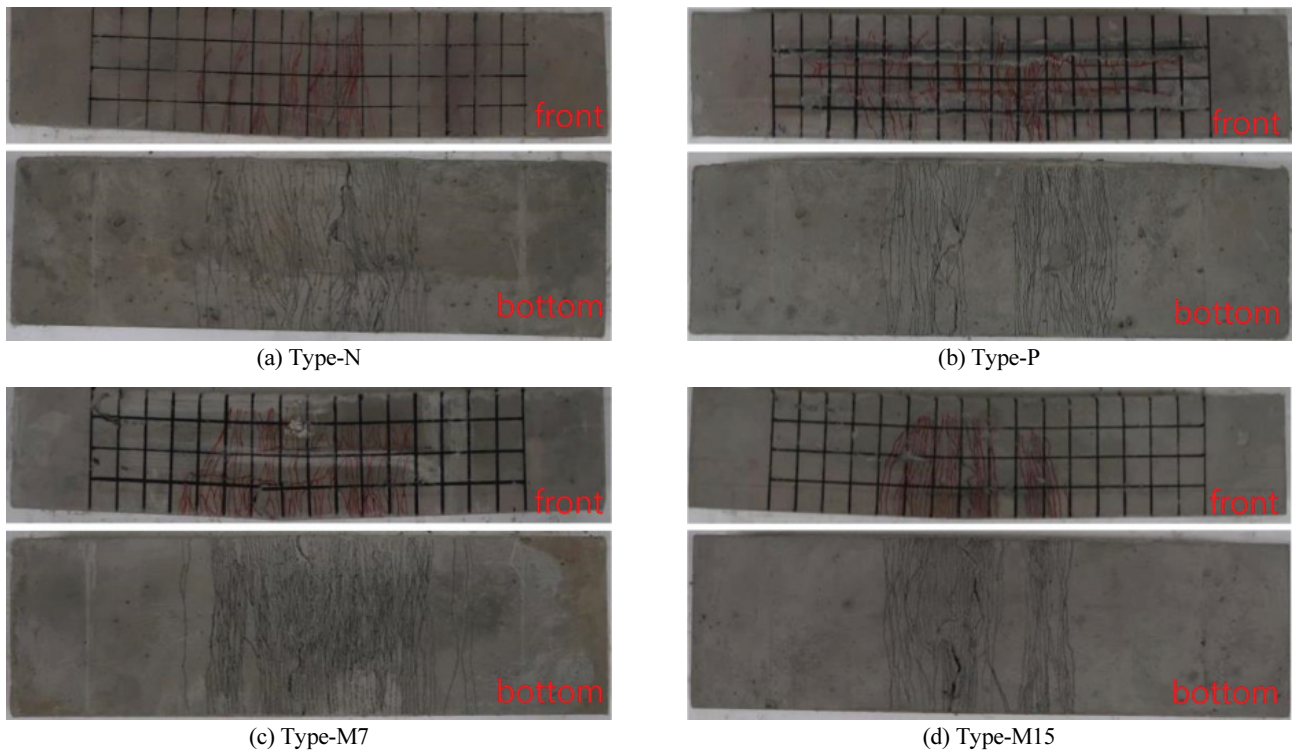 front
bottom
(a) Type-N
front
bottom
(b) Type-P
front
bottom
(c) Type-M7
front
bottom
(d) Type-M15